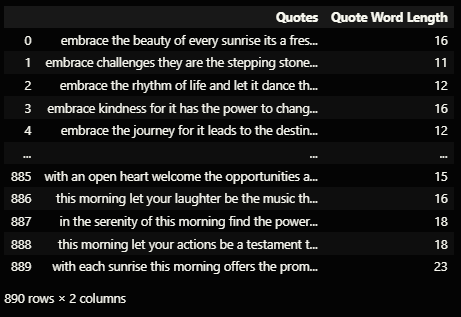 Quotes Quote Word Length
0 embrace the beauty of every sunrise its a fres... 16
1 embrace challenges they are the stepping stone... 11
2 embrace the rhythm of life and let it dance th... 12
3 embrace kindness for it has the power to chang... 16
4 embrace the journey for it leads to the destin... 12
... ... ...
885 with an open heart welcome the opportunities a... 15
886 this morning let your laughter be the music th... 16
887 in the serenity of this morning find the power... 18
888 this morning let your actions be a testament t... 18
889 with each sunrise this morning offers the prom... 23
890 rows × 2 columns